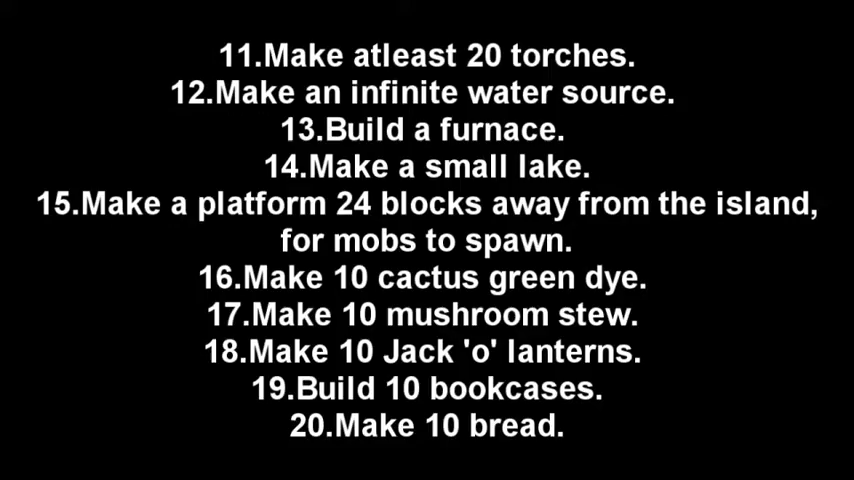 11.Make atleast 20 torches.
12.Make an infinite water source.
13.Build a furnace.
14.Make a small lake.
15.Make a platform 24 blocks away from the island,
for mobs to spawn.
16.Make 10 cactus green dye.
17.Make 10 mushroom stew.
18.Make 10 Jack 'o' lanterns.
19.Build 10 bookcases.
20.Make 10 bread.